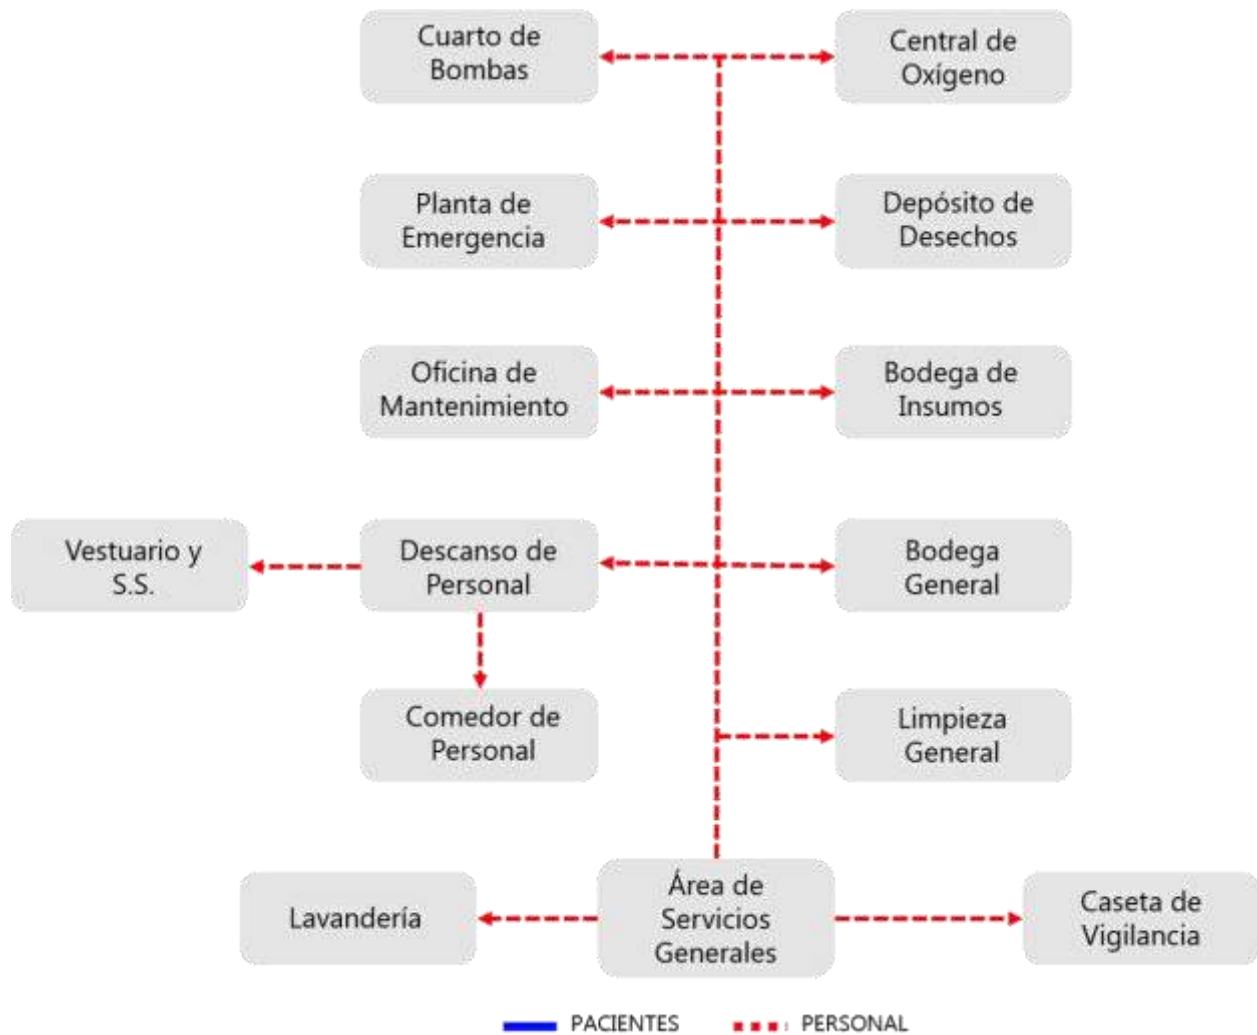 Cuarto de
Bombas
Central de
Oxígeno
Planta de
Emergencia
Depósito de
Desechos
Oficina de
Mantenimiento
Bodega de
Insumos
Vestuario y
S.S.
Descanso de
Personal
Bodega
General
Comedor de
Personal
Limpieza
General
Lavandería
Área de
Servicios
Generales
Caseta de
Vigilancia
PACIENTES
PERSONAL